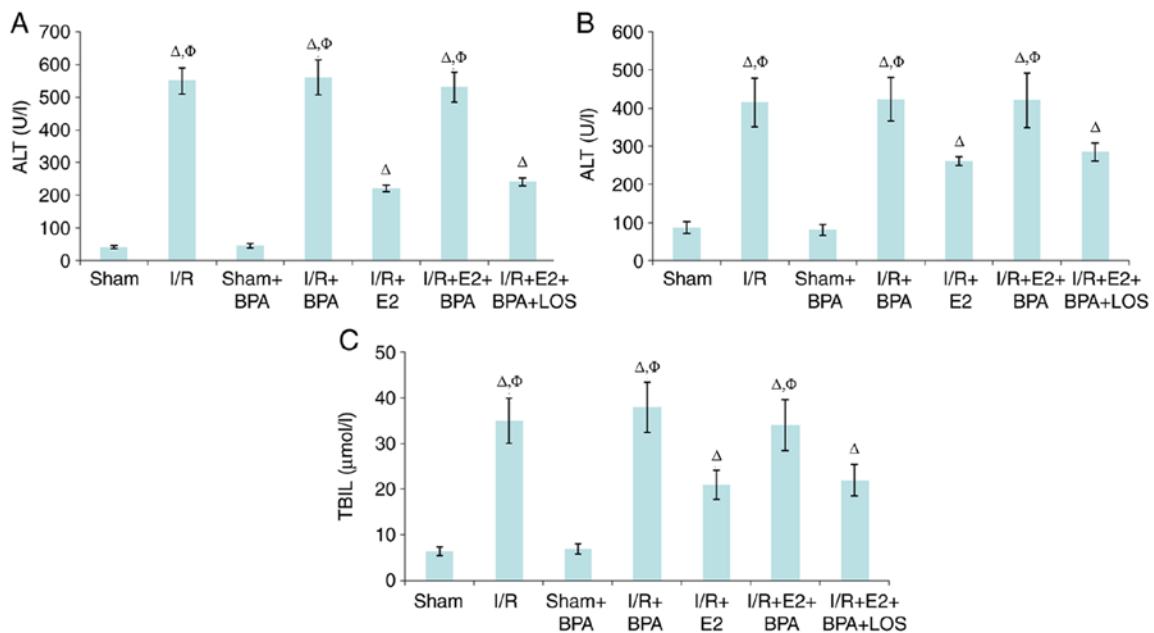 A
700
600
500
400
300
200
100
0
ALT (U/l)
Δ,Φ
Δ,Φ
Δ
Δ,Φ
Δ
Sham
I/R
Sham+
BPA
I/R+
BPA
I/R+
E2
I/R+E2+
BPA
I/R+E2+
BPA+LOS
B
600
500
400
300
200
100
0
ALT (U/l)
Δ,Φ
Δ,Φ
Δ
Δ,Φ
Δ
Sham
I/R
Sham+
BPA
I/R+
BPA
I/R+
E2
I/R+E2+
BPA
I/R+E2+
BPA+LOS
C
50
40
30
20
10
0
TBIL (μmol/l)
Δ,Φ
Δ,Φ
Δ
Δ,Φ
Δ
Sham
I/R
Sham+
BPA
I/R+
BPA
I/R+
E2
I/R+E2+
BPA
I/R+E2+
BPA+LOS